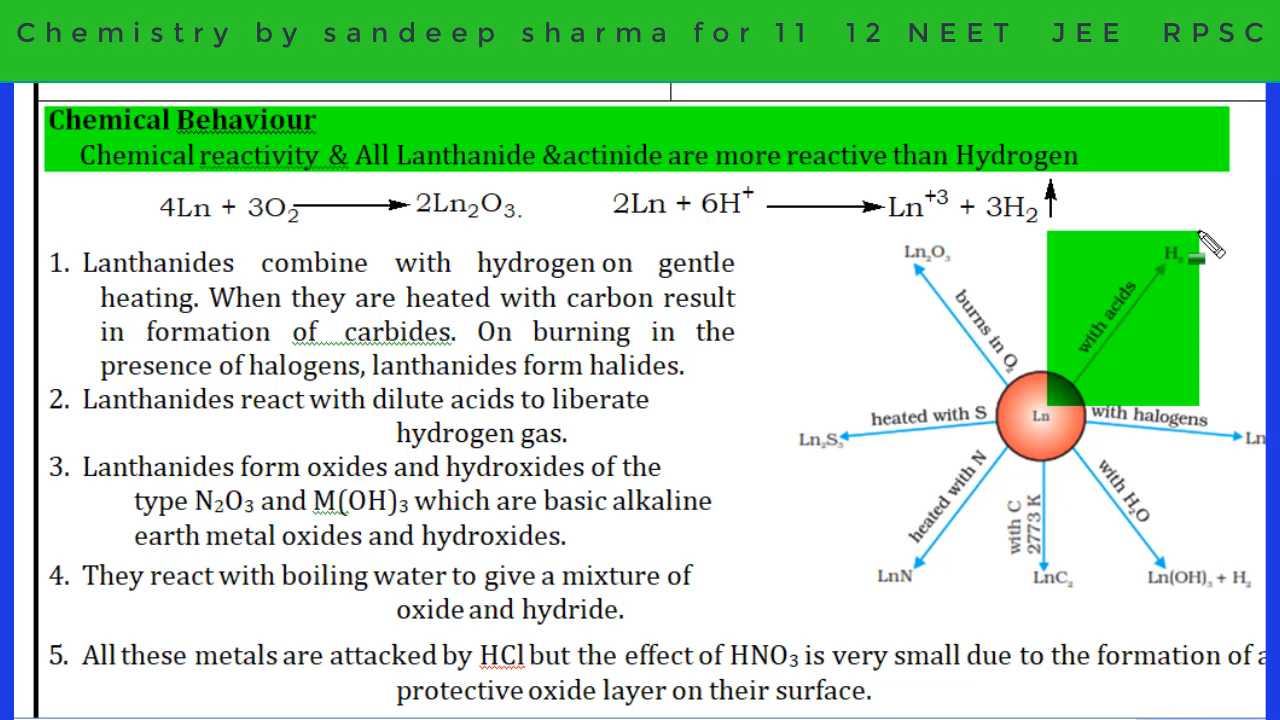 Chemistry by sandeep sharma for 11 12 NEET JEE RPSC
Chemical Behaviour
Chemical reactivity & All Lanthanide &actinide are more reactive than Hydrogen
4Ln + 3O₂ → 2Ln₂O₃. 2Ln + 6H⁺ → Ln⁺³ + 3H₂ ↑
1. Lanthanides combine with hydrogen on gentle
heating. When they are heated with carbon result
in formation of carbides. On burning in the
presence of halogens, lanthanides form halides.
2. Lanthanides react with dilute acids to liberate
hydrogen gas.
3. Lanthanides form oxides and hydroxides of the
type N₂O₃ and M(OH)₃ which are basic alkaline
earth metal oxides and hydroxides.
4. They react with boiling water to give a mixture of
oxide and hydride.
5. All these metals are attacked by HCl but the effect of HNO₃ is very small due to the formation of a
protective oxide layer on their surface.
Ln₂O₃
H₂
burns in O₂
with acids
heated with S
Ln
with halogens
Ln₂S₃
Ln
heated with N
with C
2773 K
with H₂O
LnN
LnC₂
Ln(OH)₃ + H₂